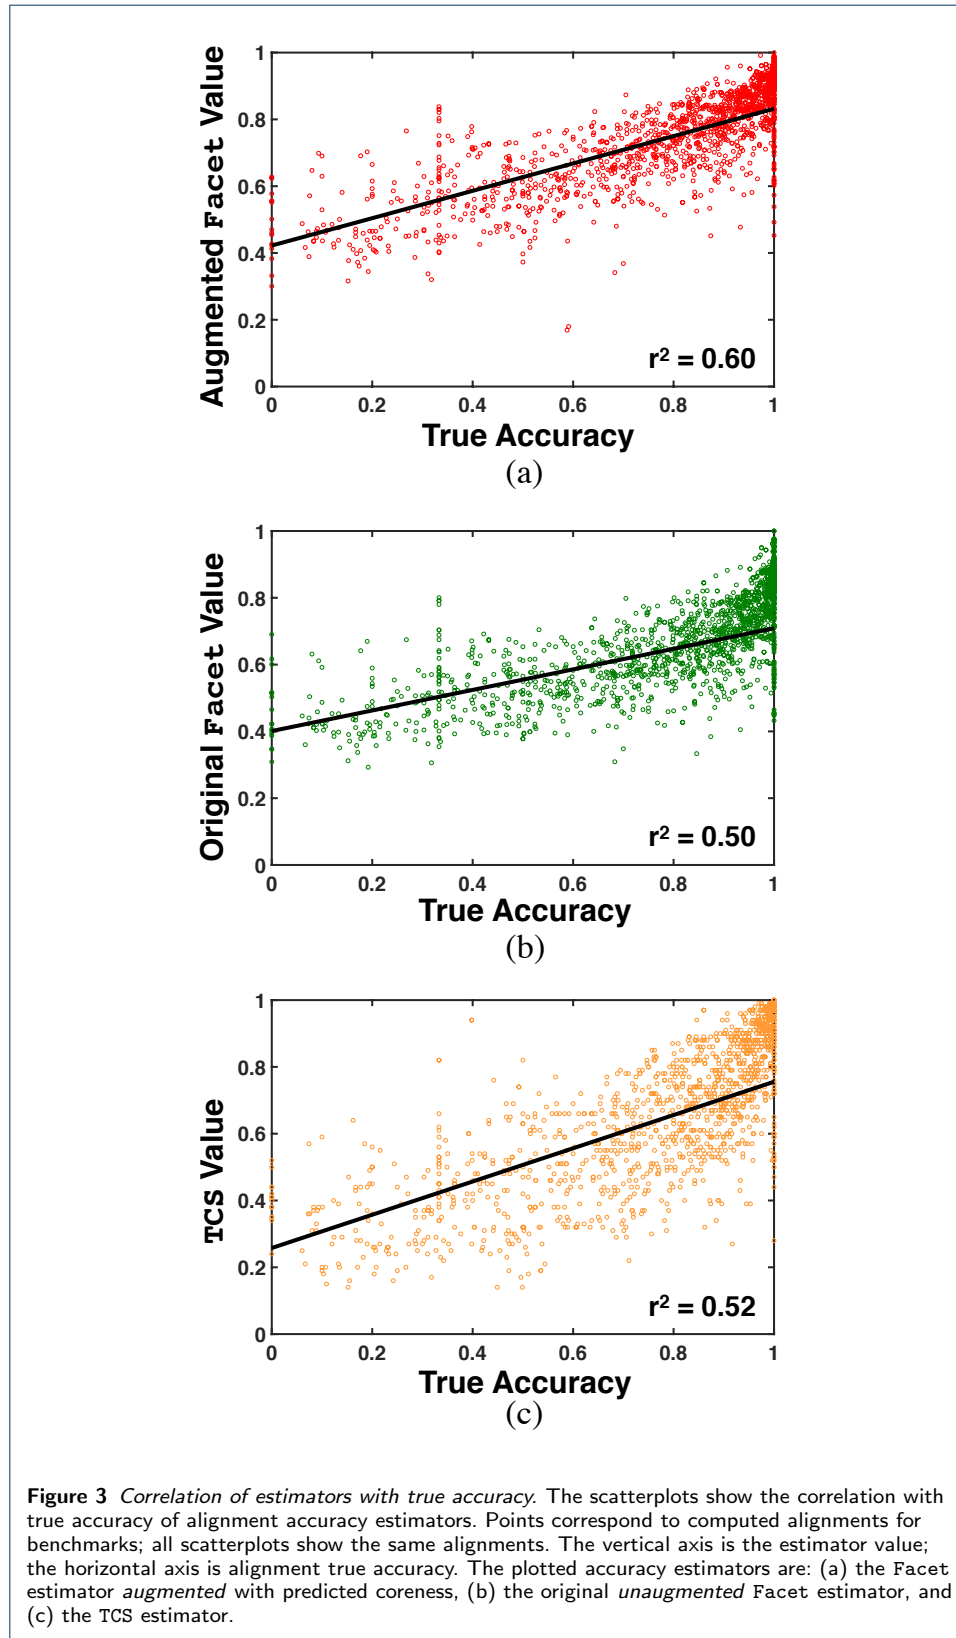 1
0.8
0.6
0.4
0.2
0
Augmented Facet Value
r² = 0.60
0 0.2 0.4 0.6 0.8 1
True Accuracy
(a)
1
0.8
0.6
0.4
0.2
0
Original Facet Value
r² = 0.50
0 0.2 0.4 0.6 0.8 1
True Accuracy
(b)
1
0.8
0.6
0.4
0.2
0
TCS Value
r² = 0.52
0 0.2 0.4 0.6 0.8 1
True Accuracy
(c)
Figure 3 Correlation of estimators with true accuracy. The scatterplots show the correlation with
true accuracy of alignment accuracy estimators. Points correspond to computed alignments for
benchmarks; all scatterplots show the same alignments. The vertical axis is the estimator value;
the horizontal axis is alignment true accuracy. The plotted accuracy estimators are: (a) the Facet
estimator augmented with predicted coreness, (b) the original unaugmented Facet estimator, and
(c) the TCS estimator.